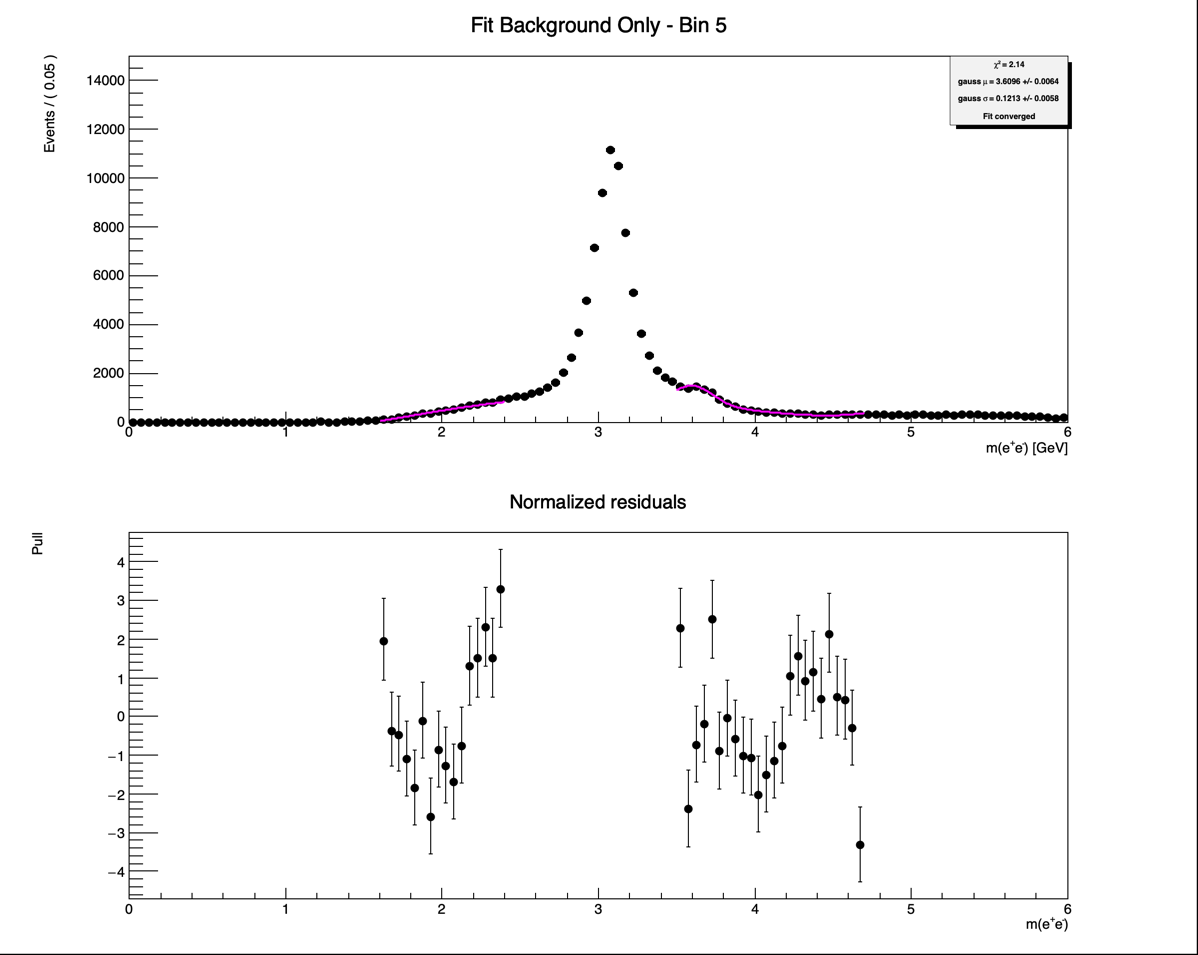 Fit Background Only - Bin 5
Events / ( 0.05 )
14000
12000
10000
8000
6000
4000
2000
0
χ² = 2.14
gauss μ = 3.6096 +/- 0.0064
gauss σ = 0.1213 +/- 0.0058
Fit converged
0 1 2 3 4 5 6
m(e⁺e⁻) [GeV]
Normalized residuals
Pull
4
3
2
1
0
−1
−2
−3
−4
0 1 2 3 4 5 6
m(e⁺e⁻)